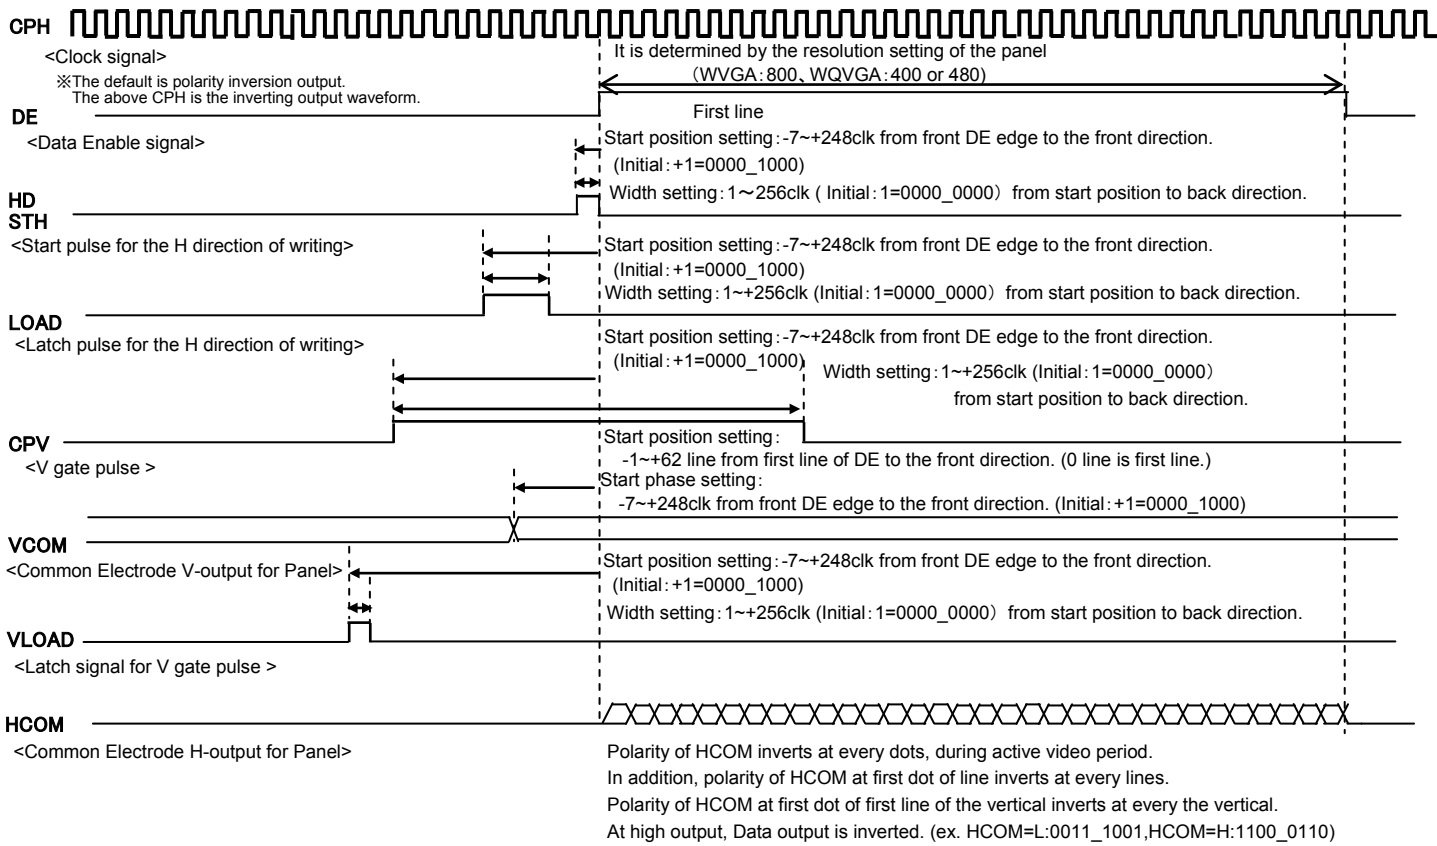 CPH
<Clock signal>
It is determined by the resolution setting of the panel
※The default is polarity inversion output.
(WVGA:800、WQVGA:400 or 480)
The above CPH is the inverting output waveform.
DE
First line
<Data Enable signal>
Start position setting:-7~+248clk from front DE edge to the front direction.
(Initial:+1=0000_1000)
HD
Width setting:1～256clk ( Initial:1=0000_0000）from start position to back direction.
STH
<Start pulse for the H direction of writing>
Start position setting:-7~+248clk from front DE edge to the front direction.
(Initial:+1=0000_1000)
Width setting:1~+256clk (Initial:1=0000_0000）from start position to back direction.
LOAD
<Latch pulse for the H direction of writing>
Start position setting:-7~+248clk from front DE edge to the front direction.
(Initial:+1=0000_1000)
Width setting:1~+256clk (Initial:1=0000_0000）
from start position to back direction.
CPV
Start position setting:
<V gate pulse >
-1~+62 line from first line of DE to the front direction. (0 line is first line.)
Start phase setting:
-7~+248clk from front DE edge to the front direction. (Initial:+1=0000_1000)
VCOM
<Common Electrode V-output for Panel>
Start position setting:-7~+248clk from front DE edge to the front direction.
(Initial:+1=0000_1000)
Width setting:1~+256clk (Initial:1=0000_0000）from start position to back direction.
VLOAD
<Latch signal for V gate pulse >
HCOM
<Common Electrode H-output for Panel>
Polarity of HCOM inverts at every dots, during active video period.
In addition, polarity of HCOM at first dot of line inverts at every lines.
Polarity of HCOM at first dot of first line of the vertical inverts at every the vertical.
At high output, Data output is inverted. (ex. HCOM=L:0011_1001,HCOM=H:1100_0110)